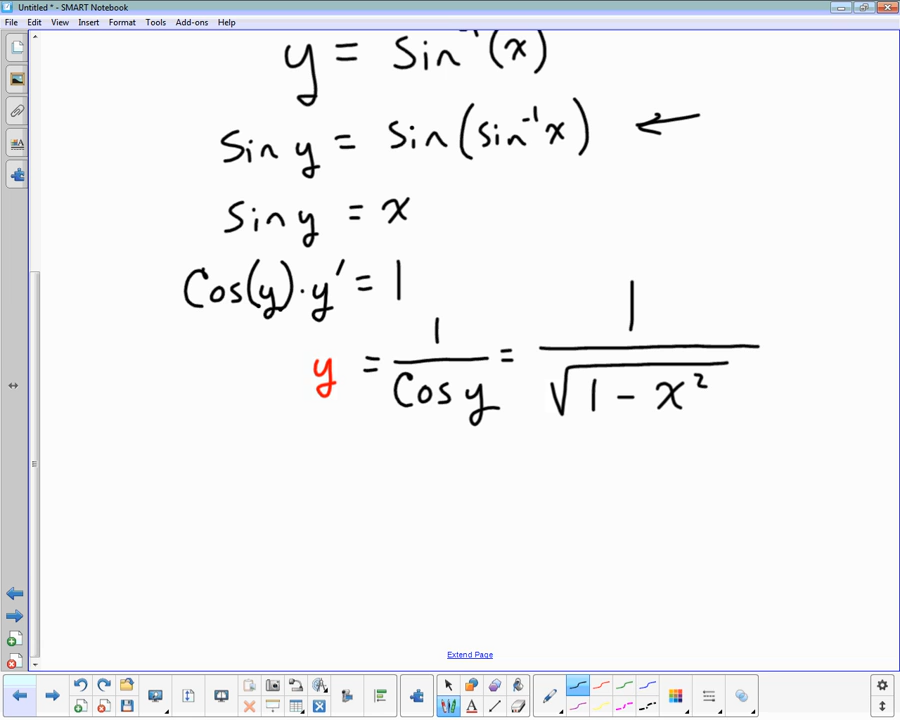 Untitled * - SMART Notebook
File Edit View Insert Format Tools Add-ons Help
y = sin⁻¹(x)
Sin y = sin(sin⁻¹x) ←
Sin y = x
Cos(y)·y' = 1
y = 1/Cos y = 1/√(1 - x²)
Extend Page